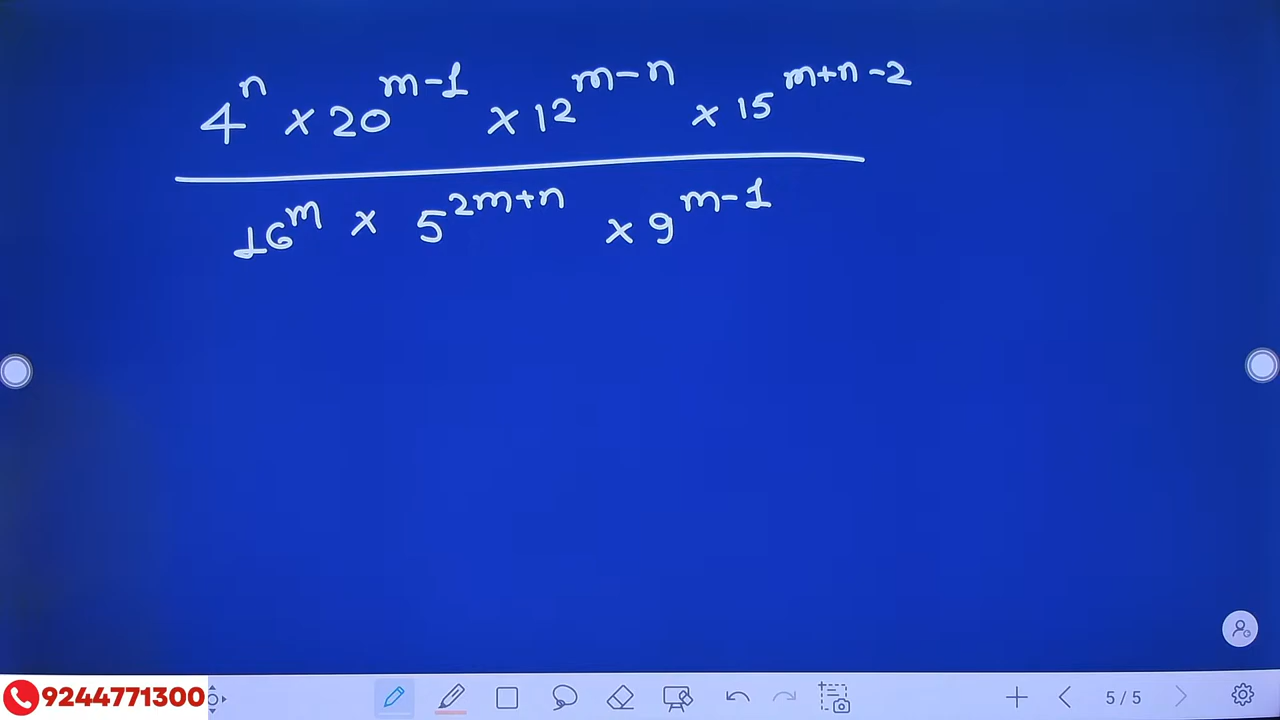 4^n × 20^(m-1) × 12^(m-n) × 15^(m+n-2)
16^m × 5^(2m+n) × 9^(m-1)
9244771300
5/5